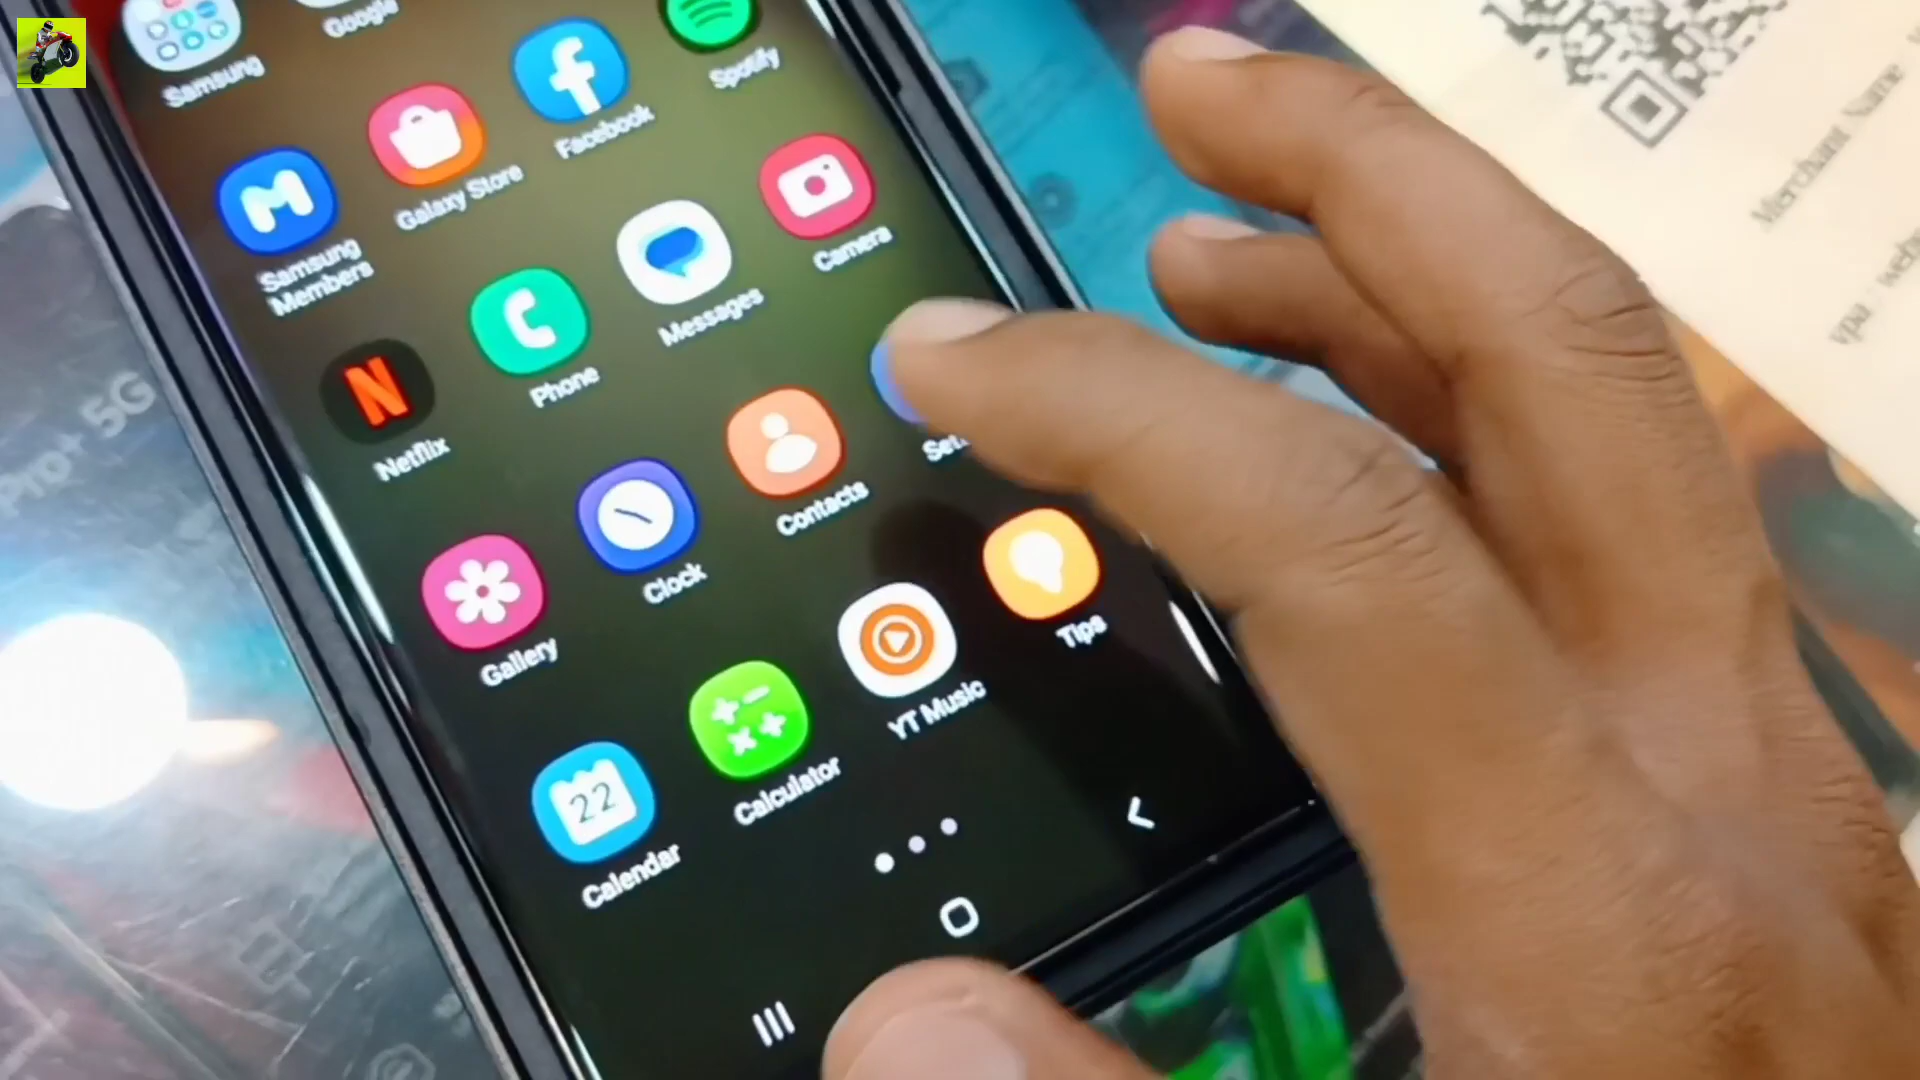 Samsung
Google
Facebook
Spotify
Samsung
Members
Galaxy Store
Messages
Camera
Netflix
Phone
Contacts
Set
Gallery
Clock
YT Music
Tips
22
Calendar
Calculator
Pro+ 5G
Merchant Name
vpa